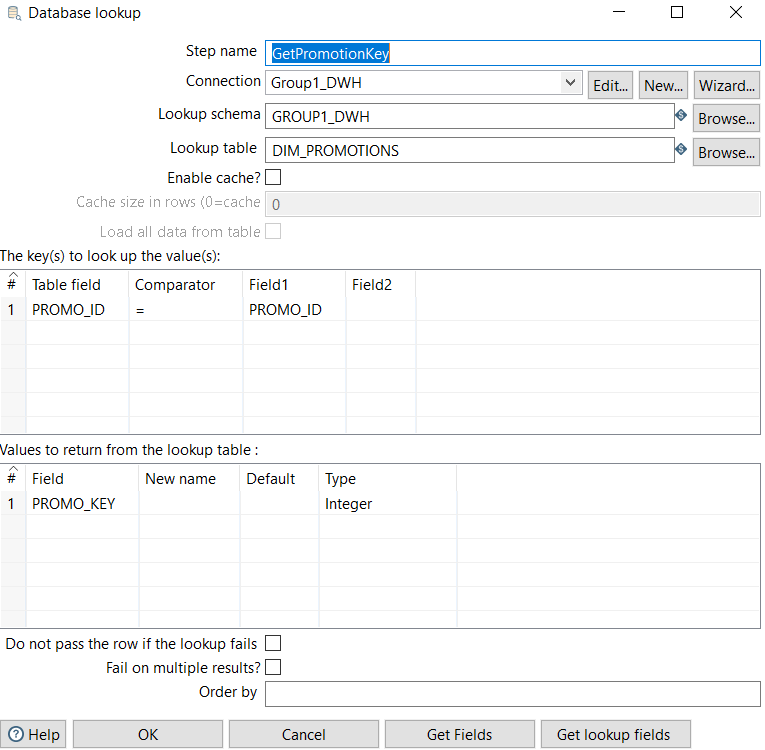 Database lookup
Step name GetPromotionKey
Connection Group1_DWH Edit... New... Wizard...
Lookup schema GROUP1_DWH Browse...
Lookup table DIM_PROMOTIONS Browse...
Enable cache?
Cache size in rows (0=cache 0
Load all data from table
The key(s) to look up the value(s):
# Table field Comparator Field1 Field2
1 PROMO_ID = PROMO_ID
Values to return from the lookup table :
# Field New name Default Type
1 PROMO_KEY Integer
Do not pass the row if the lookup fails
Fail on multiple results?
Order by
? Help OK Cancel Get Fields Get lookup fields